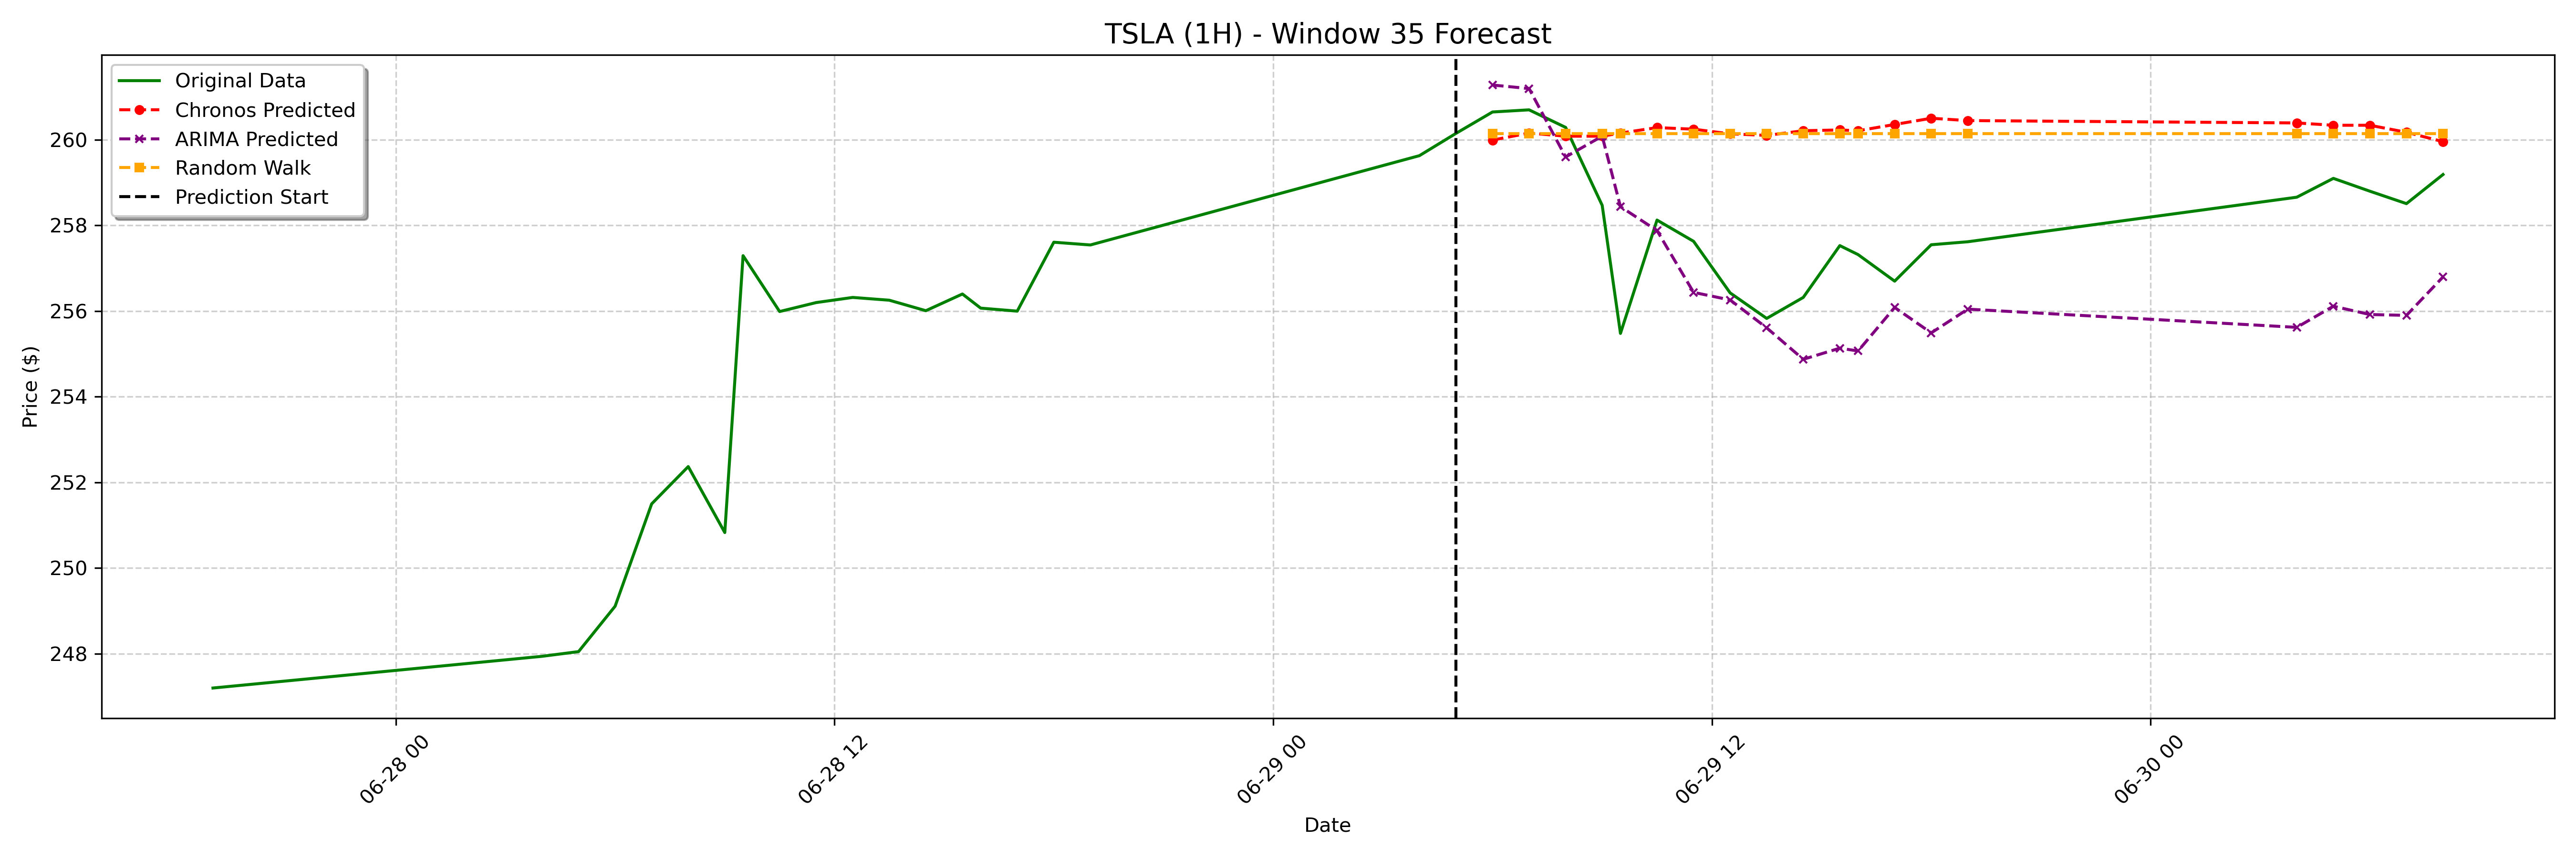 TSLA (1H) - Window 35 Forecast
Original Data
Chronos Predicted
ARIMA Predicted
Random Walk
Prediction Start
260
258
256
254
252
250
248
Price ($)
06-28 00
06-28 12
06-29 00
06-29 12
06-30 00
Date